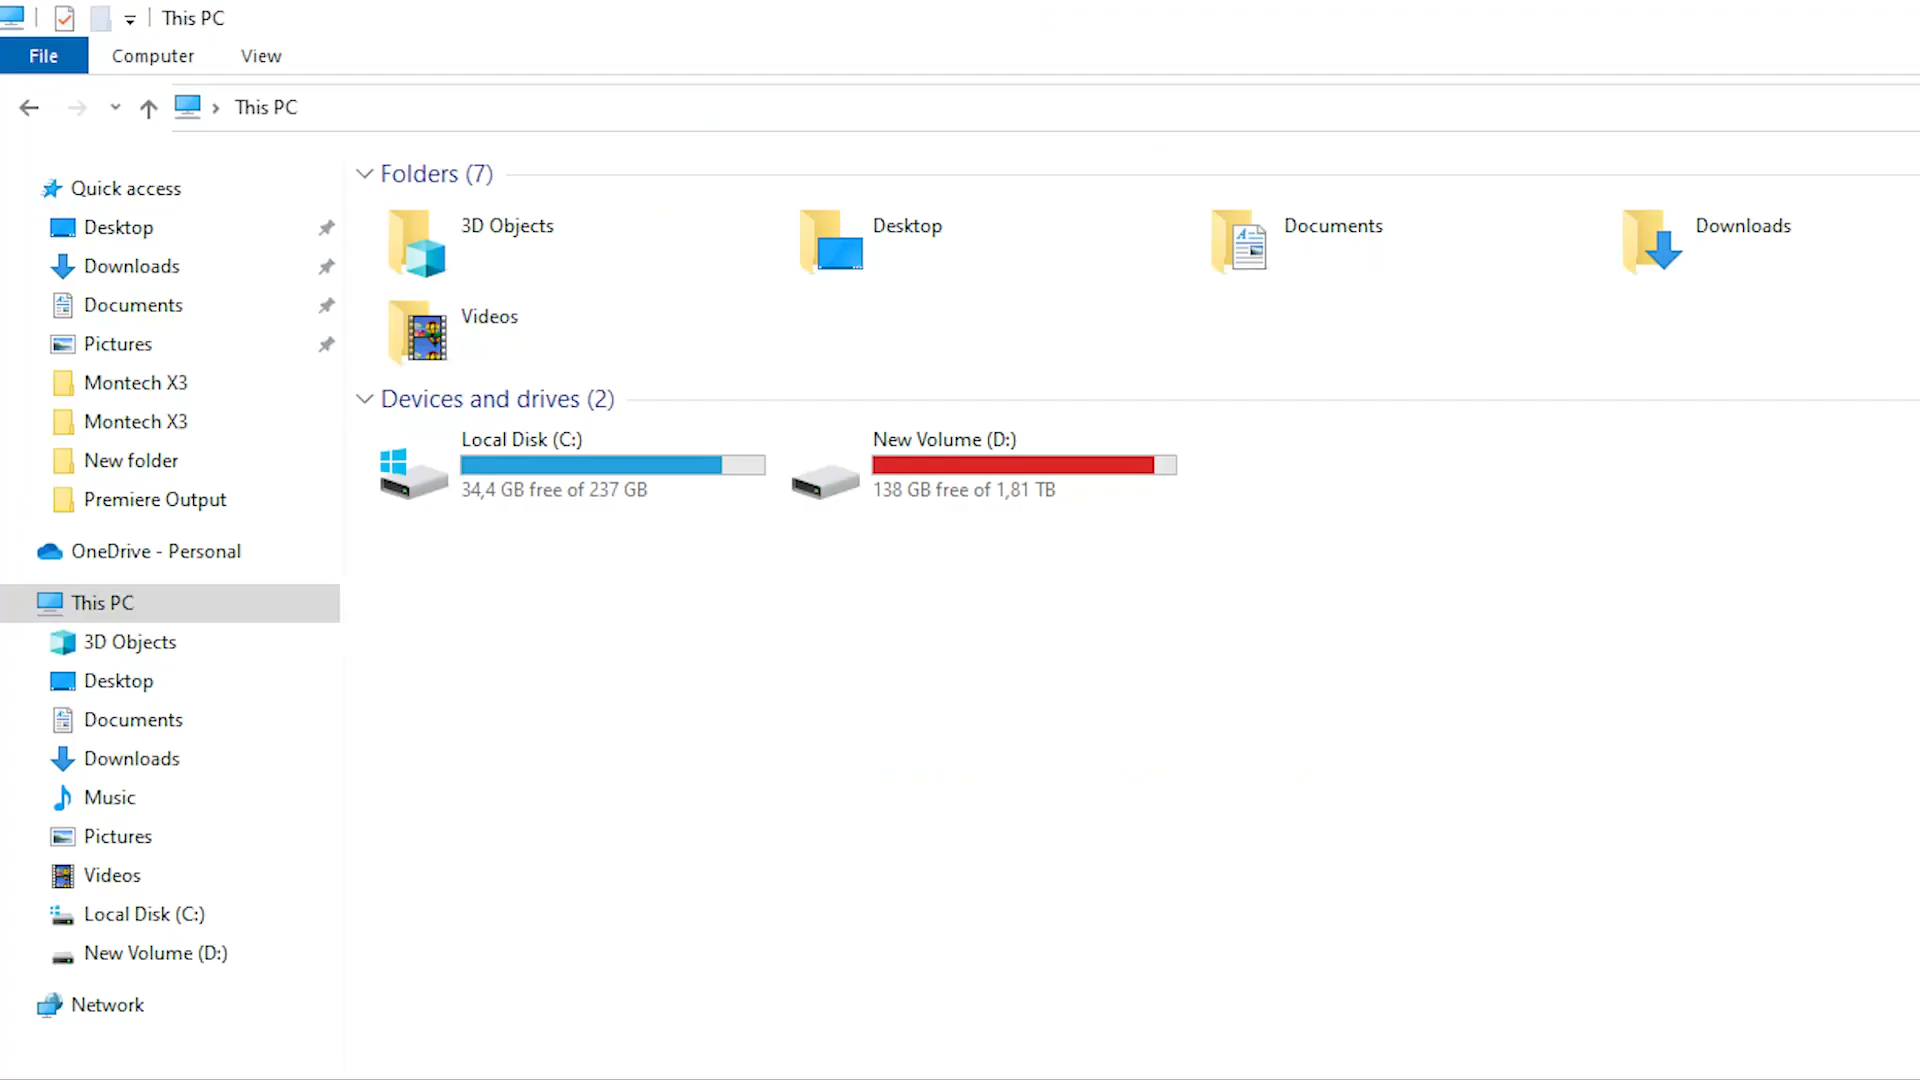 This PC
File
Computer
View
This PC
Quick access
Desktop
Downloads
Documents
Pictures
Montech X3
Montech X3
New folder
Premiere Output
OneDrive - Personal
This PC
3D Objects
Desktop
Documents
Downloads
Music
Pictures
Videos
Local Disk (C:)
New Volume (D:)
Network
Folders (7)
3D Objects
Desktop
Documents
Downloads
Videos
Devices and drives (2)
Local Disk (C:)
34,4 GB free of 237 GB
New Volume (D:)
138 GB free of 1,81 TB